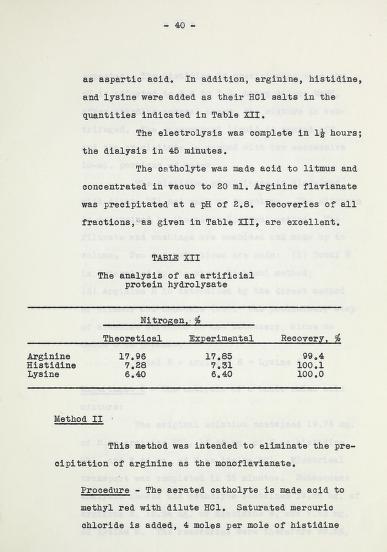 - 40 -
as aspartic acid. In addition, arginine, histidine,
and lysine were added as their HCl salts in the
quantities indicated in Table XII.
The electrolysis was complete in 1½ hours;
the dialysis in 45 minutes.
The catholyte was made acid to litmus and
concentrated in vacuo to 20 ml. Arginine flavianate
was precipitated at a pH of 2.8. Recoveries of all
fractions, as given in Table XII, are excellent.
TABLE XII
The analysis of an artificial
protein hydrolysate
Nitrogen, %
Theoretical Experimental Recovery, %
Arginine 17.96 17.85 99.4
Histidine 7.28 7.31 100.1
Lysine 6.40 6.40 100.0
Method II
This method was intended to eliminate the pre-
cipitation of arginine as the monoflavianate.
Procedure - The aerated catholyte is made acid to
methyl red with dilute HCl. Saturated mercuric
chloride is added, 4 moles per mole of histidine